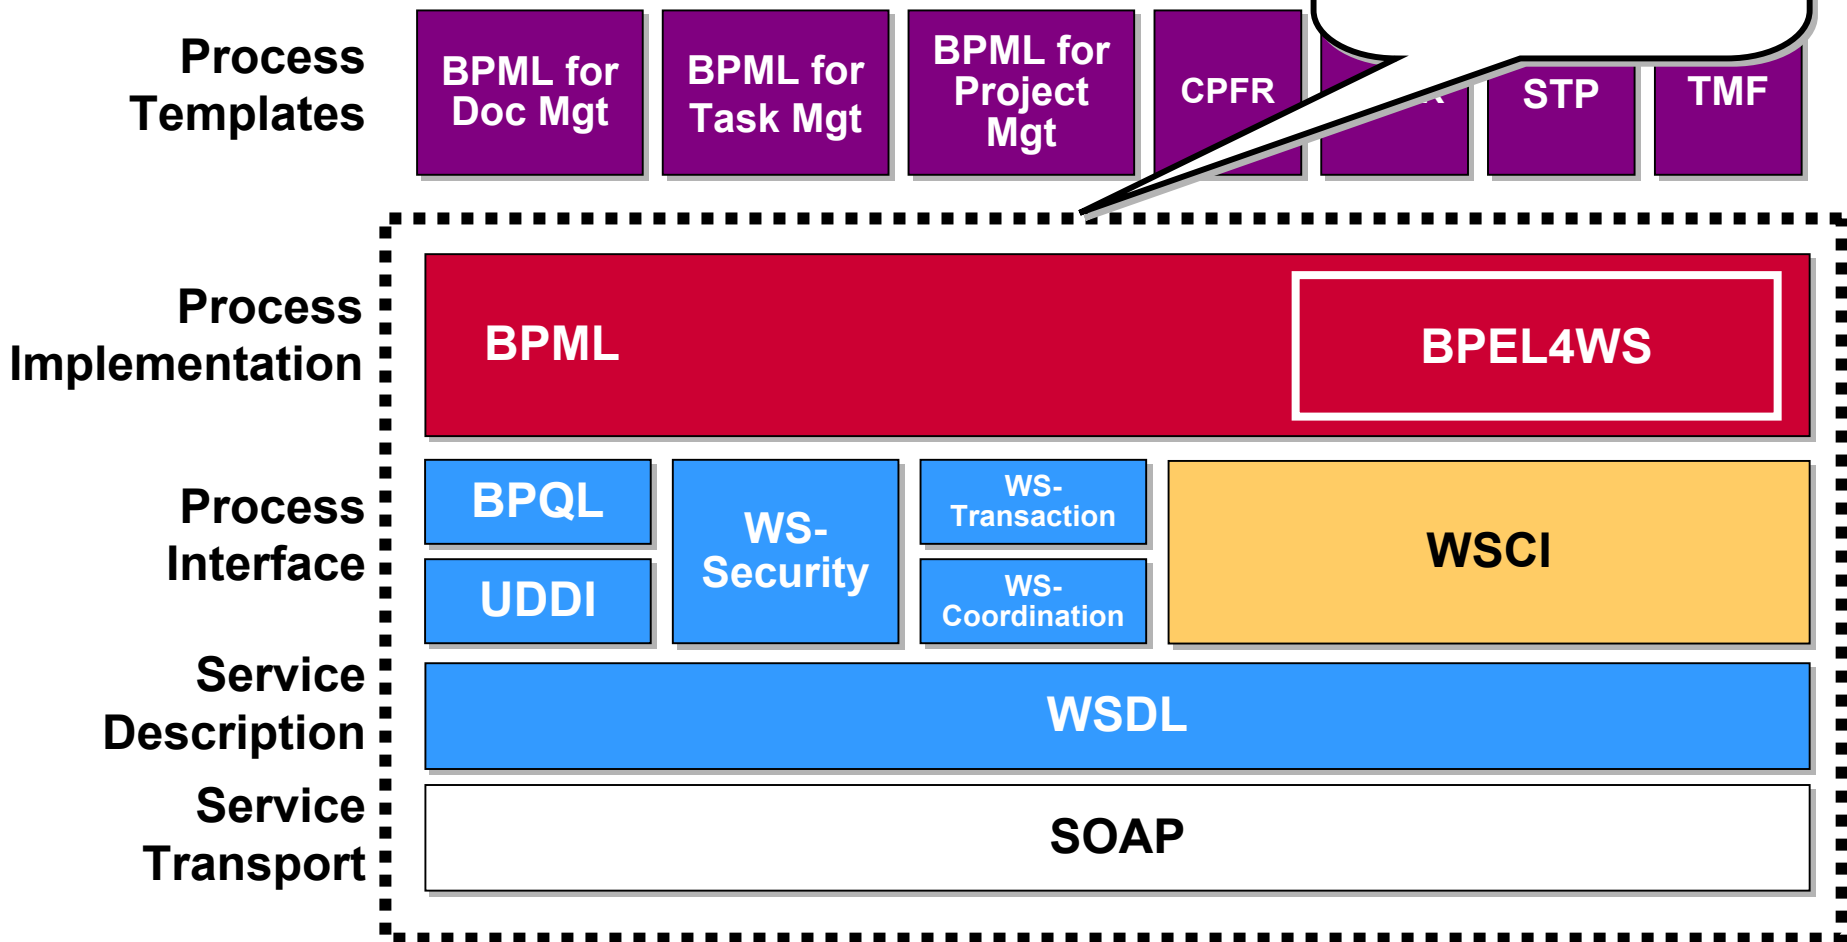 Process
Templates
BPML for
Doc Mgt
BPML for
Task Mgt
BPML for
Project
Mgt
CPFR
STP
TMF
Process
Implementation
BPML
BPEL4WS
Process
Interface
BPQL
UDDI
WS-
Security
WS-
Transaction
WS-
Coordination
WSCI
Service
Description
WSDL
Service
Transport
SOAP